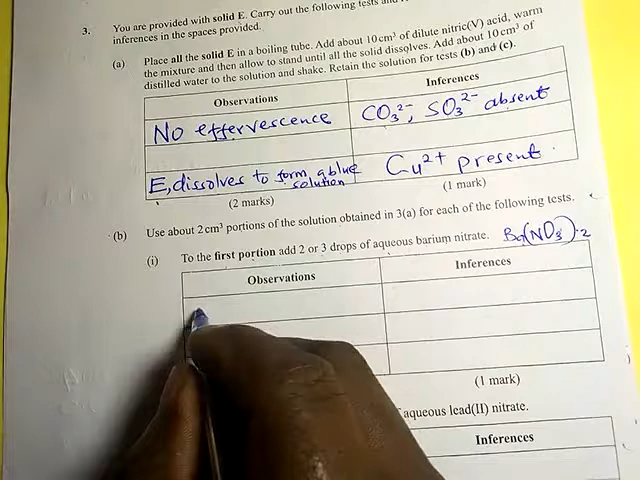 3. You are provided with solid E. Carry out the following tests and
inferences in the spaces provided.
(a) Place all the solid E in a boiling tube. Add about 10 cm³ of dilute nitric(V) acid, warm
the mixture and then allow to stand until all the solid dissolves. Add about 10 cm³ of
distilled water to the solution and shake. Retain the solution for tests (b) and (c).
Observations Inferences
No effervescence CO₃²⁻, SO₃²⁻ absent
E, dissolves to form a blue solution Cu²⁺ present.
(2 marks) (1 mark)
(b) Use about 2 cm³ portions of the solution obtained in 3(a) for each of the following tests.
(i) To the first portion add 2 or 3 drops of aqueous barium nitrate. Ba(NO₃)·2
Observations Inferences
(1 mark)
aqueous lead(II) nitrate.
Inferences